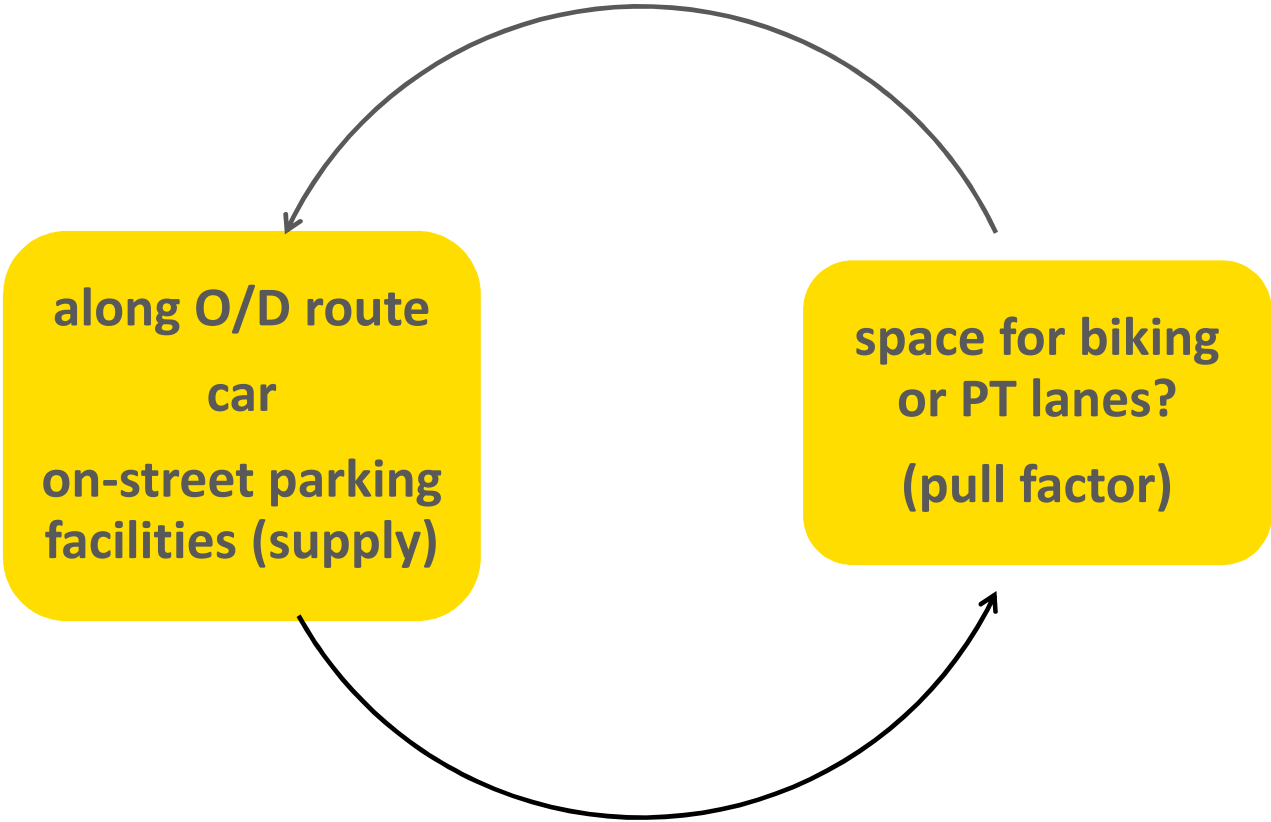 along O/D route
car
on-street parking
facilities (supply)
space for biking
or PT lanes?
(pull factor)